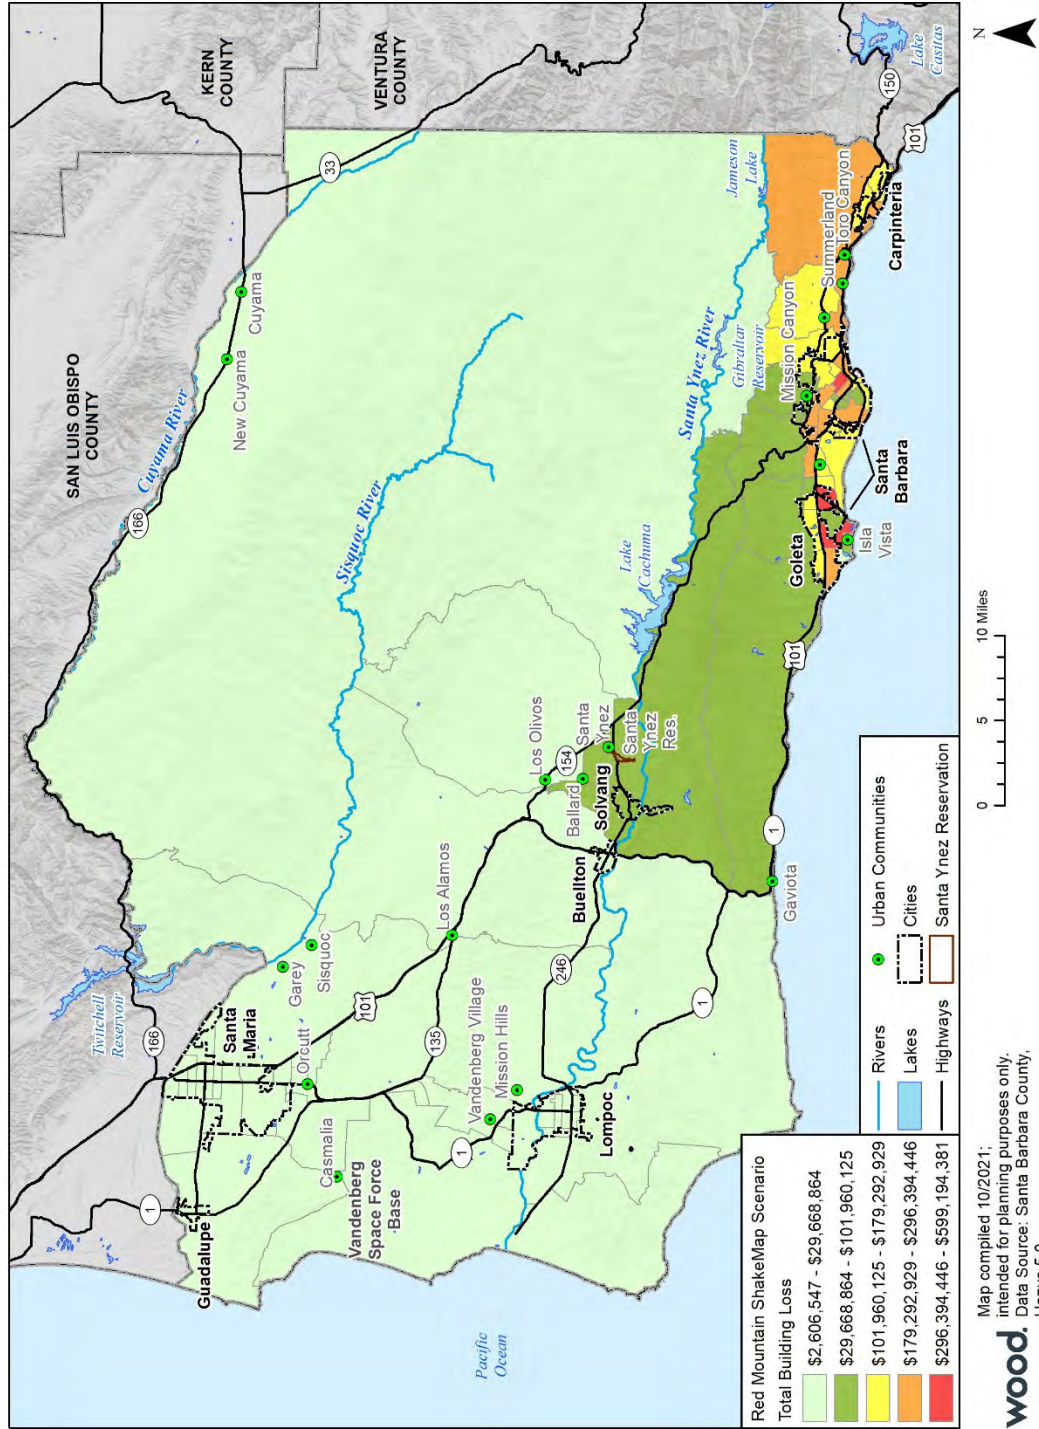 SAN LUIS OBISPO
COUNTY
KERN
COUNTY
VENTURA
COUNTY
Cuyama River
166
33
New Cuyama
Cuyama
Twitchell
Reservoir
166
Sisquoc River
Garey
Sisquoc
Santa
Maria
Orcutt
1
Guadalupe
Casmalia
Vandenberg
Space Force
Base
101
135
Los Alamos
Vandenberg Village
Mission Hills
1
Lompoc
246
1
Buellton
Los Olivos
154
Ballard
Santa
Ynez
Solvang
Santa
Ynez
Res.
Lake
Cachuma
Santa Ynez River
Gibraltar
Reservoir
Jameson
Lake
Mission Canyon
Summerland
Toro Canyon
Carpinteria
150
Lake
Casitas
101
Santa
Barbara
Goleta
Isla
Vista
101
1
Gaviota
Pacific
Ocean
Red Mountain ShakeMap Scenario
Total Building Loss
$2,606,547 - $29,668,864
$29,668,864 - $101,960,125
$101,960,125 - $179,292,929
$179,292,929 - $296,394,446
$296,394,446 - $599,194,381
Rivers
Lakes
Highways
Urban Communities
Cities
Santa Ynez Reservation
0 5 10 Miles
N
wood.
Map compiled 10/2021;
intended for planning purposes only.
Data Source: Santa Barbara County,